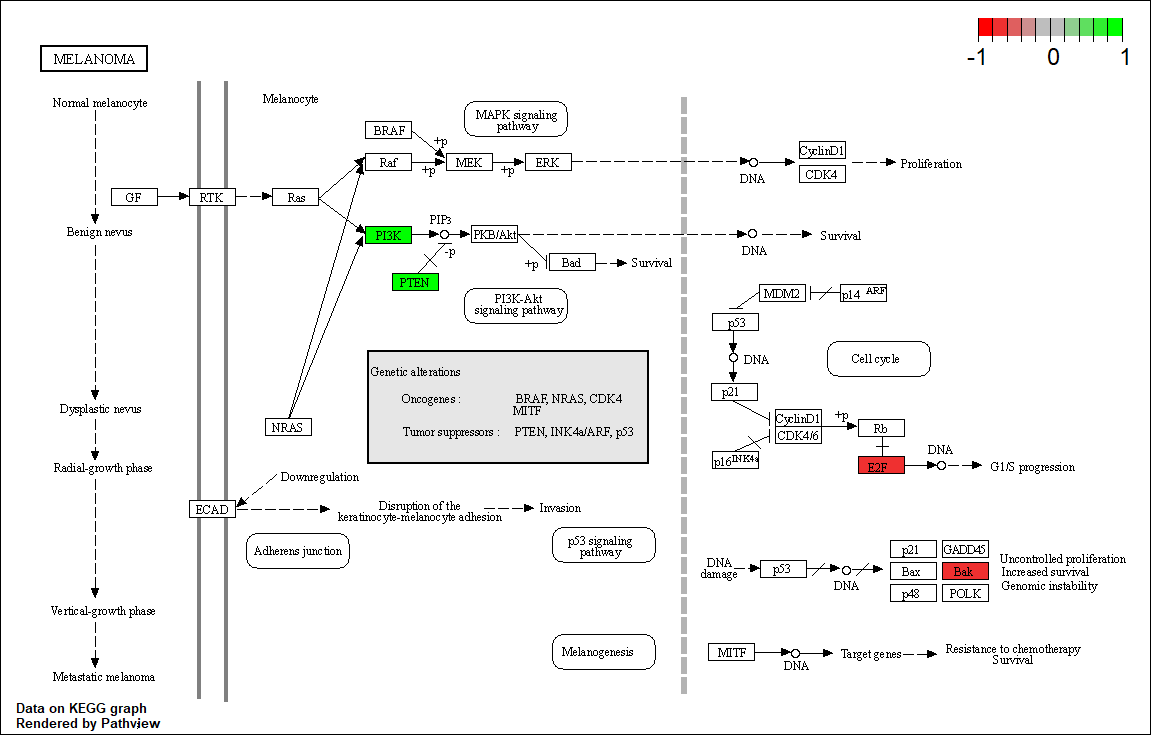 -1 0 1
MELANOMA
Normal melanocyte
Benign nevus
Dysplastic nevus
Radial-growth phase
Vertical-growth phase
Metastatic melanoma
Melanocyte
MAPK signaling
pathway
BRAF
+p
Raf
+p
MEK
+p
ERK
DNA
CyclinD1
CDK4
Proliferation
GF
RTK
Ras
PI3K
PIP3
-p
PTEN
PKB/Akt
+p
Bad
Survival
DNA
Survival
PI3K-Akt
signaling pathway
MDM2
p14 ARF
p53
DNA
p21
Cell cycle
Genetic alterations
Oncogenes : BRAF, NRAS, CDK4
MITF
Tumor suppressors : PTEN, INK4a/ARF, p53
NRAS
CyclinD1
CDK4/6
+p
Rb
p16 INK4a
E2F
DNA
G1/S progression
Downregulation
ECAD
Disruption of the
keratinocyte-melanocyte adhesion
Invasion
Adherens junction
p53 signaling
pathway
DNA
damage
p53
DNA
p21
GADD45
Bax
Bak
p48
POLK
Uncontrolled proliferation
Increased survival
Genomic instability
Melanogenesis
MITF
DNA
Target genes
Resistance to chemotherapy
Survival
Data on KEGG graph
Rendered by Pathview